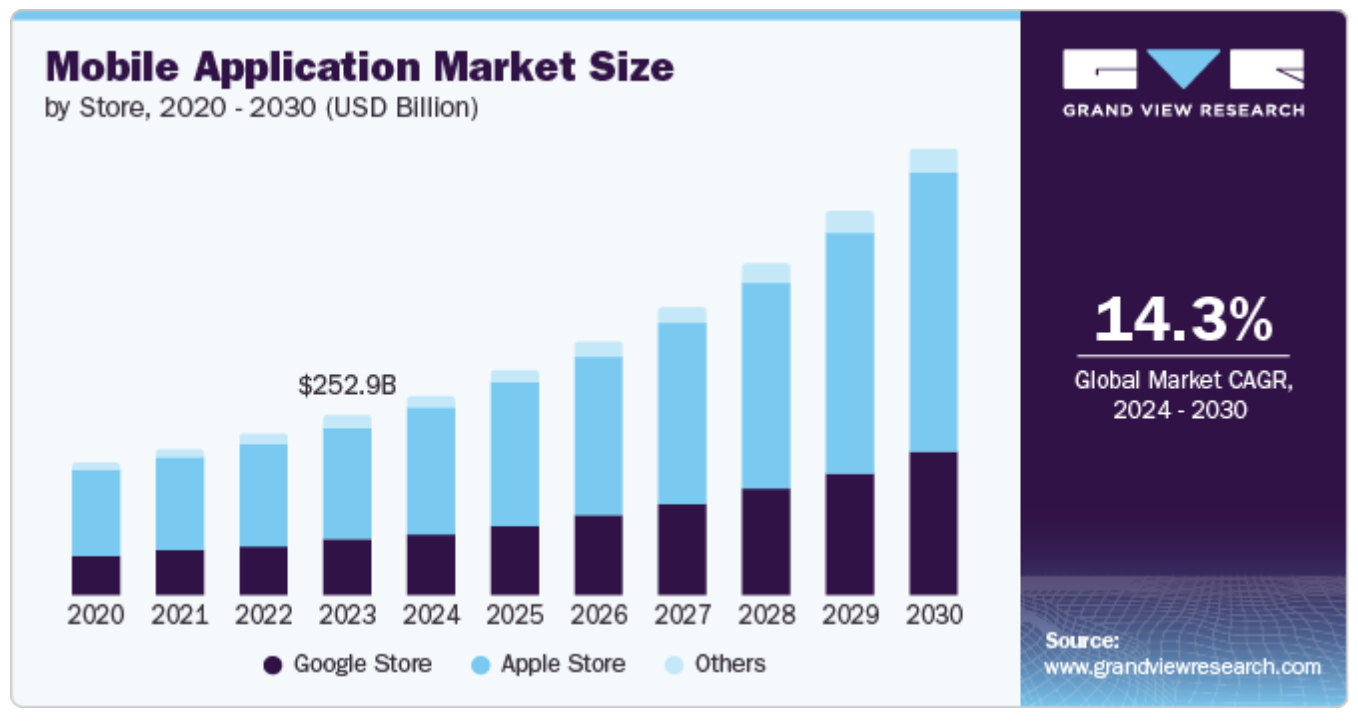 Mobile Application Market Size
by Store, 2020 - 2030 (USD Billion)
$252.9B
2020 2021 2022 2023 2024 2025 2026 2027 2028 2029 2030
Google Store Apple Store Others
GRAND VIEW RESEARCH
14.3%
Global Market CAGR,
2024 - 2030
Source:
www.grandviewresearch.com